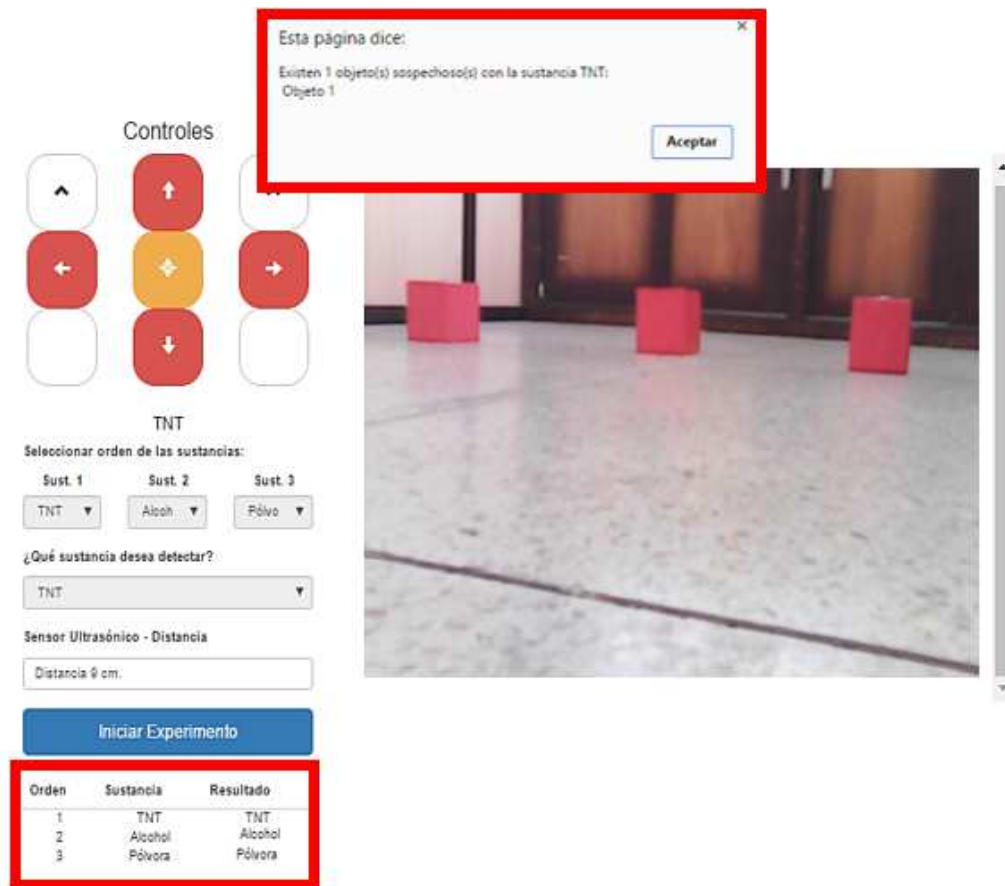 Esta página dice:
Existen 1 objeto(s) sospechoso(s) con la sustancia TNT:
Objeto 1
Aceptar
Controles
TNT
Seleccionar orden de las sustancias:
Sust. 1 Sust. 2 Sust. 3
TNT Alcoh Pólvo
¿Qué sustancia desea detectar?
TNT
Sensor Ultrasónico - Distancia
Distancia 9 cm.
Iniciar Experimento
Orden Sustancia Resultado
1 TNT TNT
2 Alcohol Alcohol
3 Pólvora Pólvora